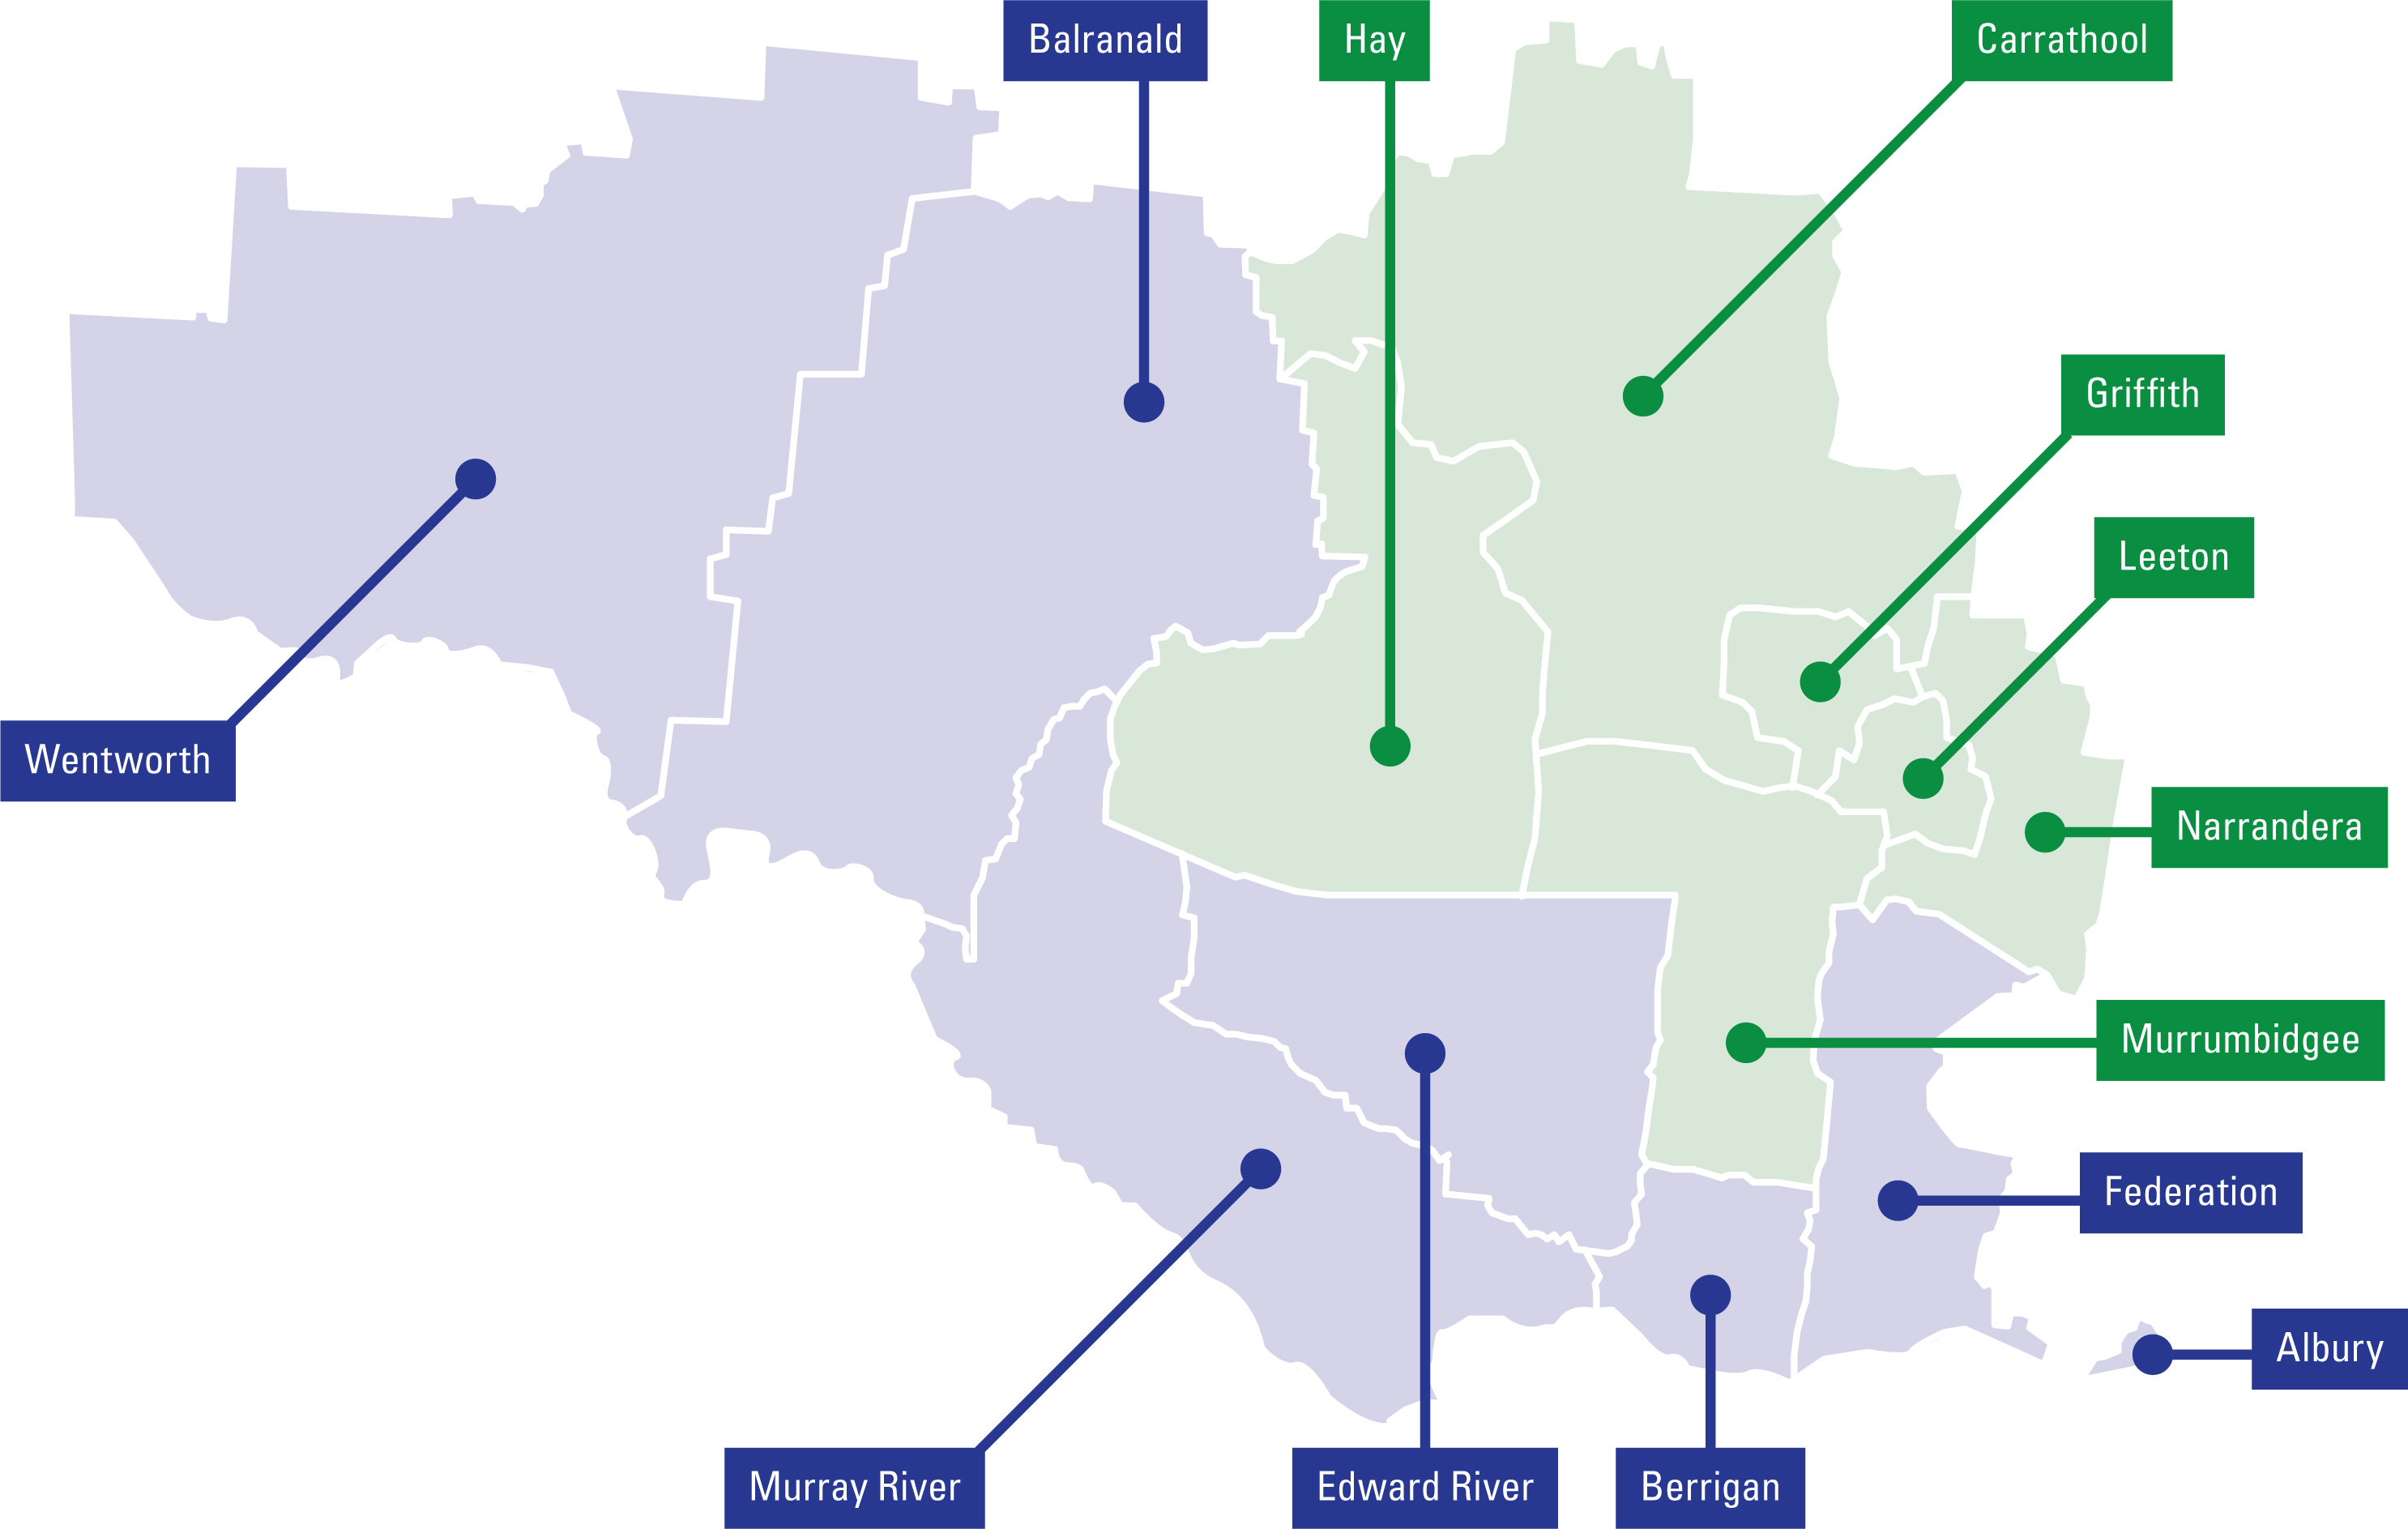 Balranald
Hay
Carrathool
Griffith
Leeton
Wentworth
Narrandera
Murrumbidgee
Federation
Albury
Murray River
Edward River
Berrigan